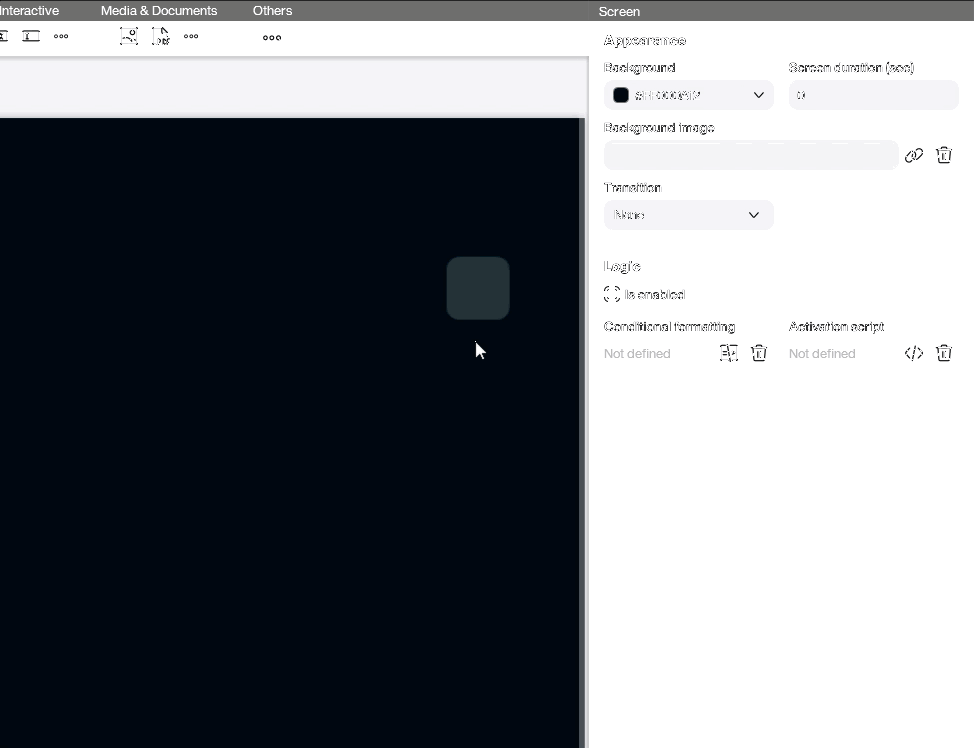 Interactive Media & Documents Others Screen
Appearance
Background Screen duration (sec)
0
Background image
Transition
None
Logic
Is enabled
Conditional formatting Activation script
Not defined Not defined